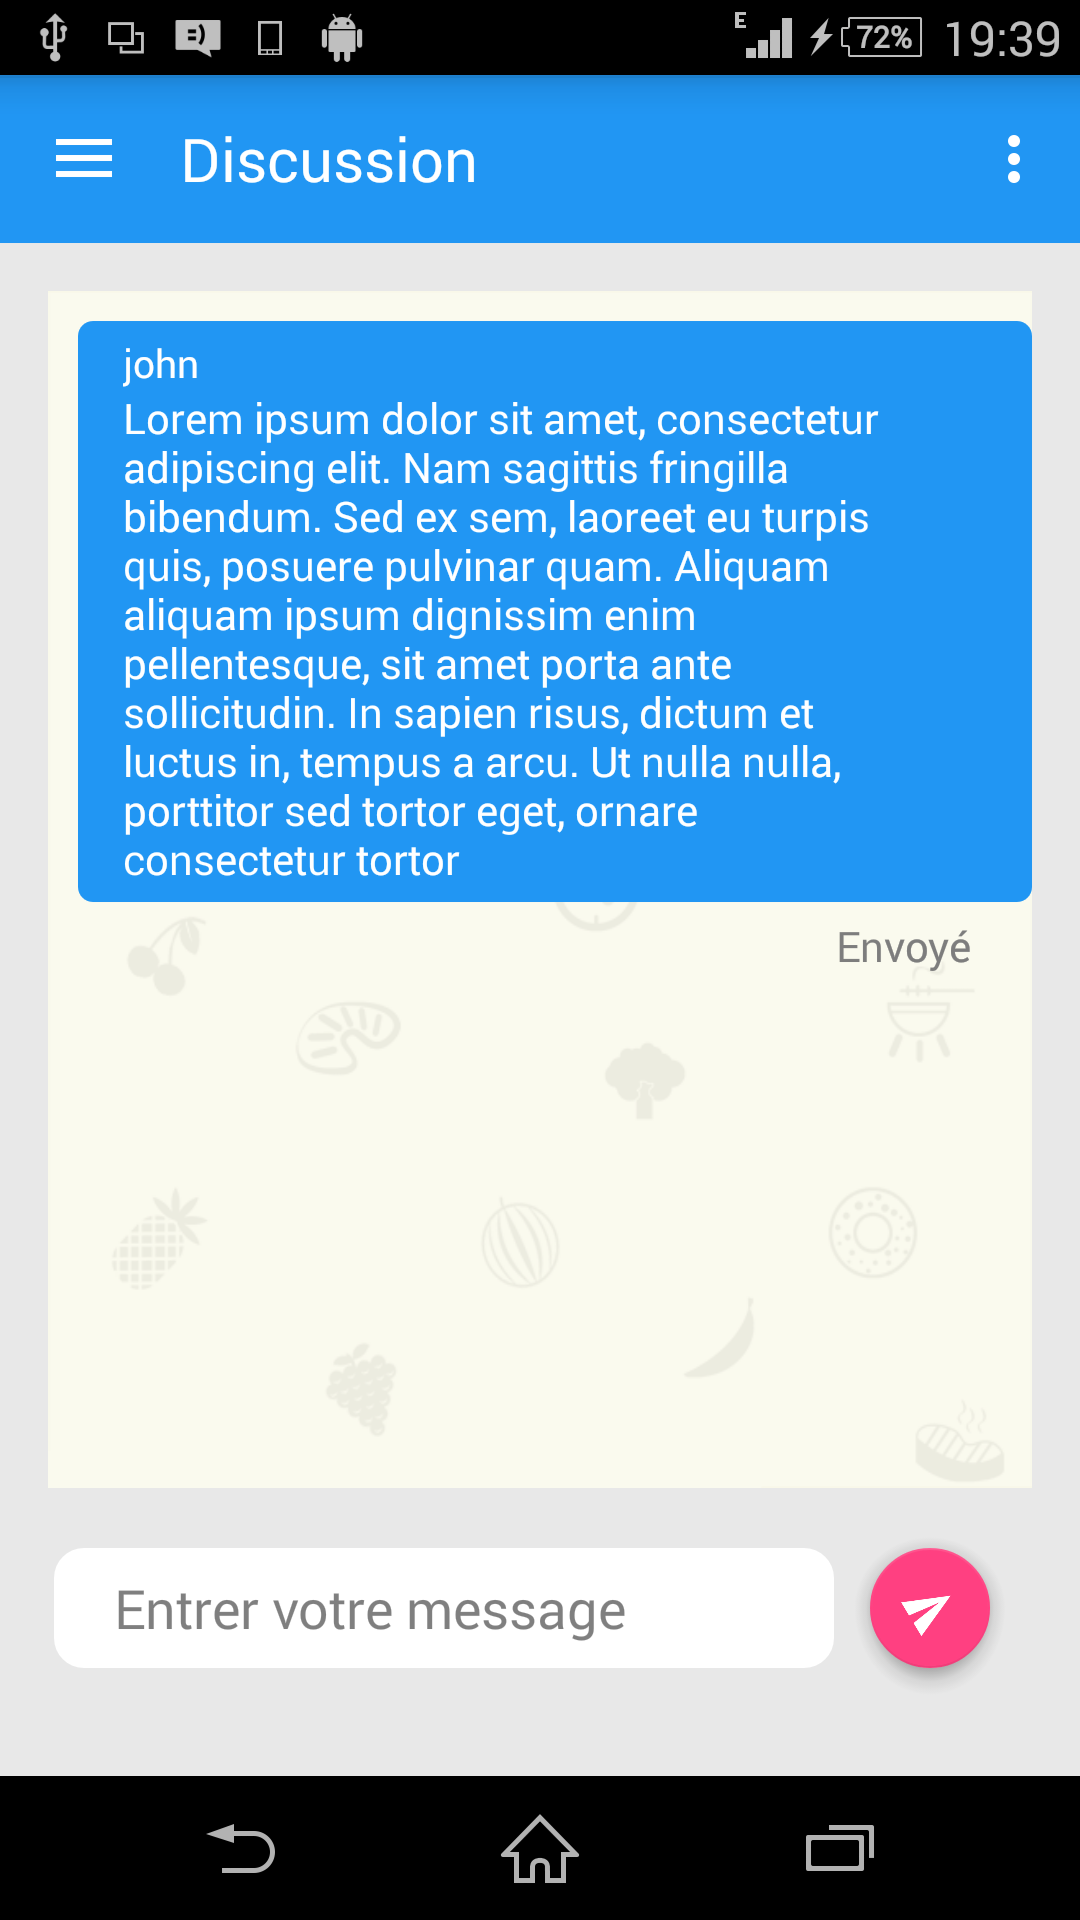 E
72%
19:39
Discussion
john
Lorem ipsum dolor sit amet, consectetur
adipiscing elit. Nam sagittis fringilla
bibendum. Sed ex sem, laoreet eu turpis
quis, posuere pulvinar quam. Aliquam
aliquam ipsum dignissim enim
pellentesque, sit amet porta ante
sollicitudin. In sapien risus, dictum et
luctus in, tempus a arcu. Ut nulla nulla,
porttitor sed tortor eget, ornare
consectetur tortor
Envoyé
Entrer votre message